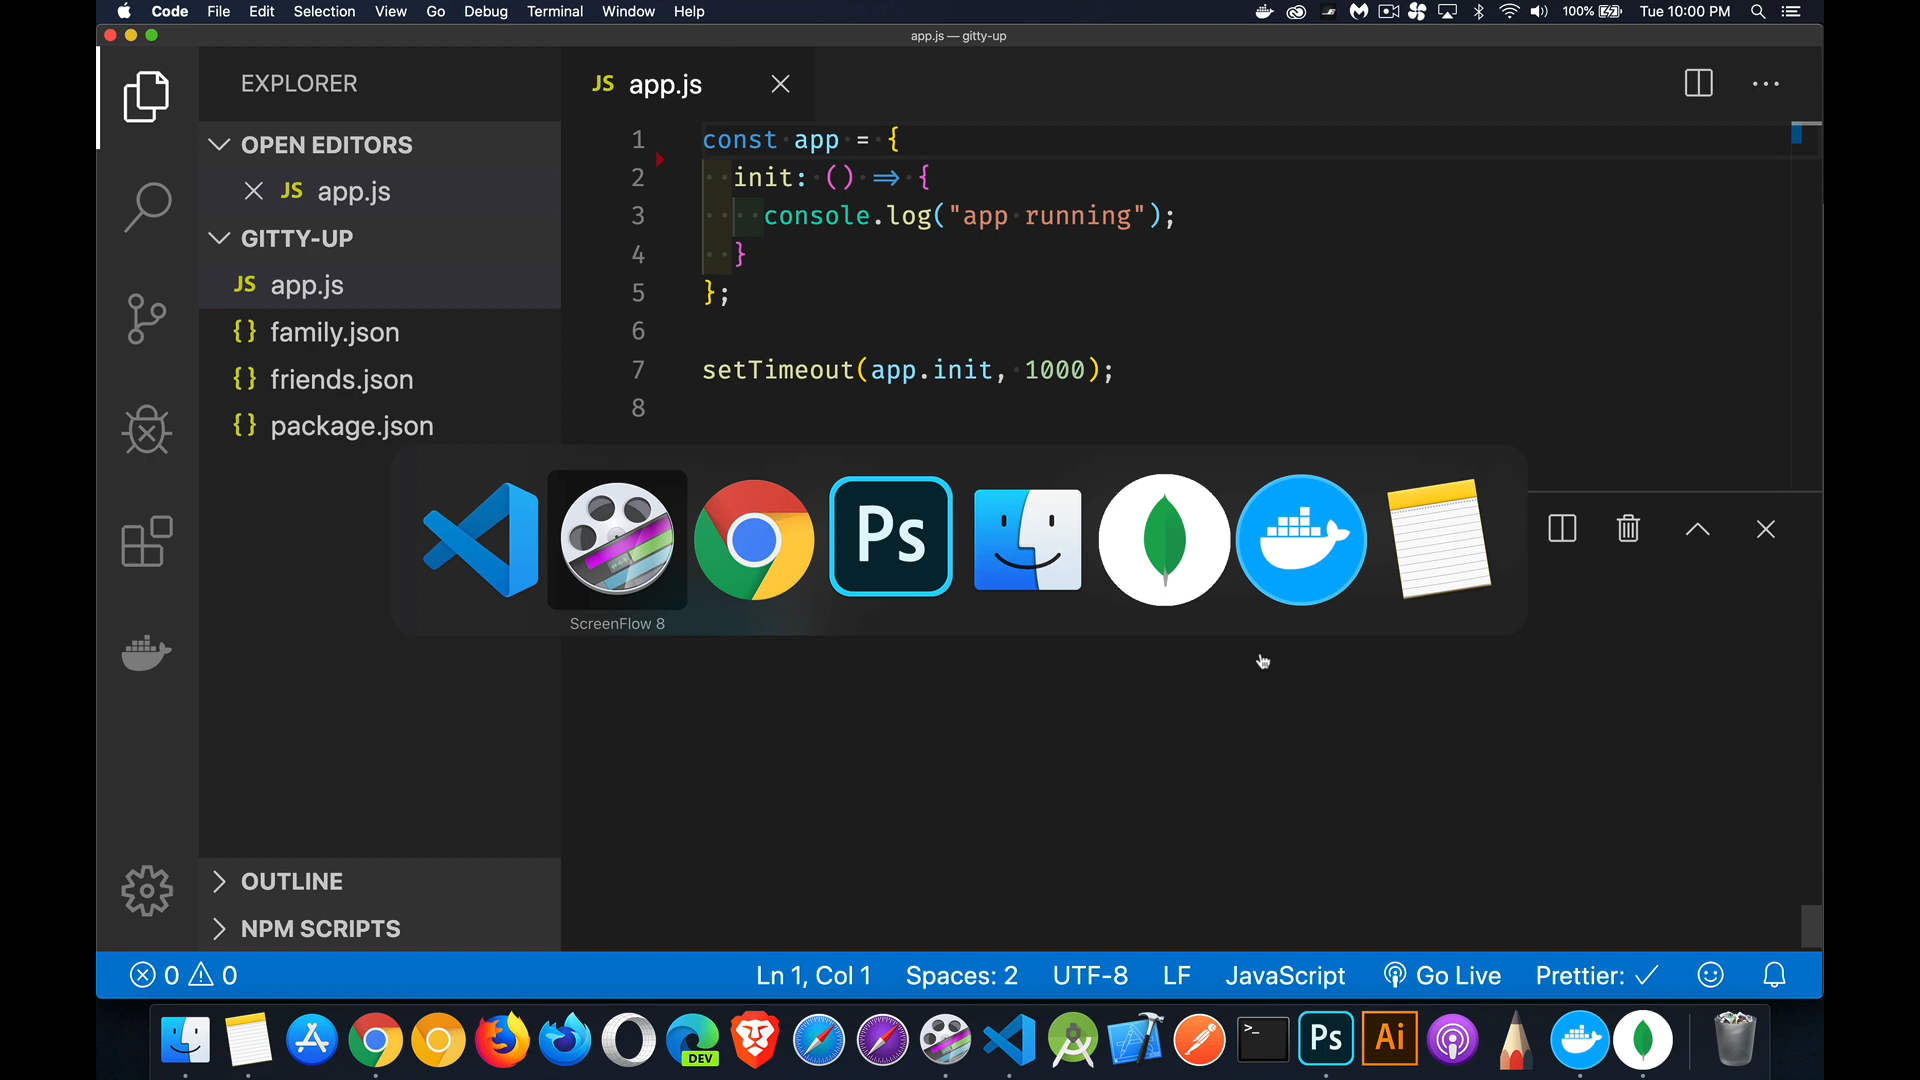 Code File Edit Selection View Go Debug Terminal Window Help 100% Tue 10:00 PM
app.js — gitty-up
EXPLORER
JS app.js
OPEN EDITORS
JS app.js
GITTY-UP
JS app.js
{} family.json
{} friends.json
{} package.json
1 const app = {
2 init: () => {
3 console.log("app running");
4 }
5 };
6
7 setTimeout(app.init, 1000);
8
Ps
ScreenFlow 8
OUTLINE
NPM SCRIPTS
0 0 Ln 1, Col 1 Spaces: 2 UTF-8 LF JavaScript Go Live Prettier: ✓
DEV >_ Ps Ai